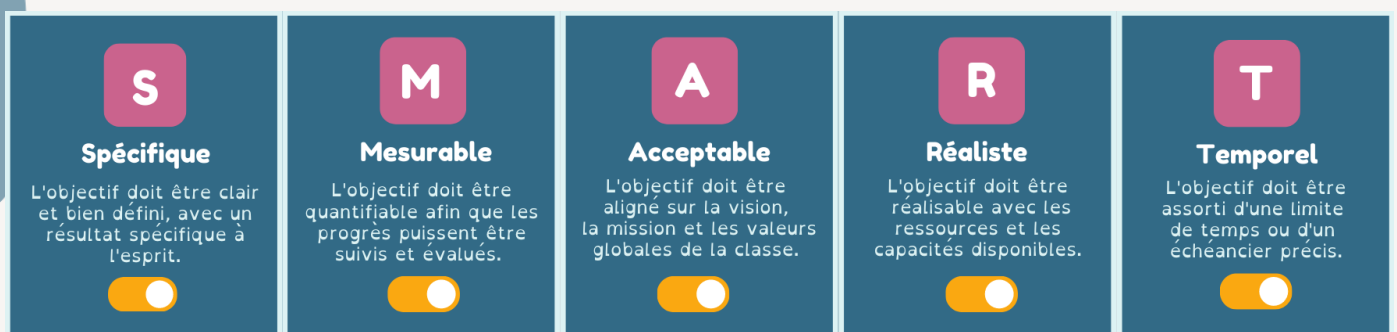 S
Spécifique
L'objectif doit être clair
et bien défini, avec un
résultat spécifique à
l'esprit.
M
Mesurable
L'objectif doit être
quantifiable afin que les
progrès puissent être
suivis et évalués.
A
Acceptable
L'objectif doit être
aligné sur la vision,
la mission et les valeurs
globales de la classe.
R
Réaliste
L'objectif doit être
réalisable avec les
ressources et les
capacités disponibles.
T
Temporel
L'objectif doit être
assorti d'une limite
de temps ou d'un
échéancier précis.